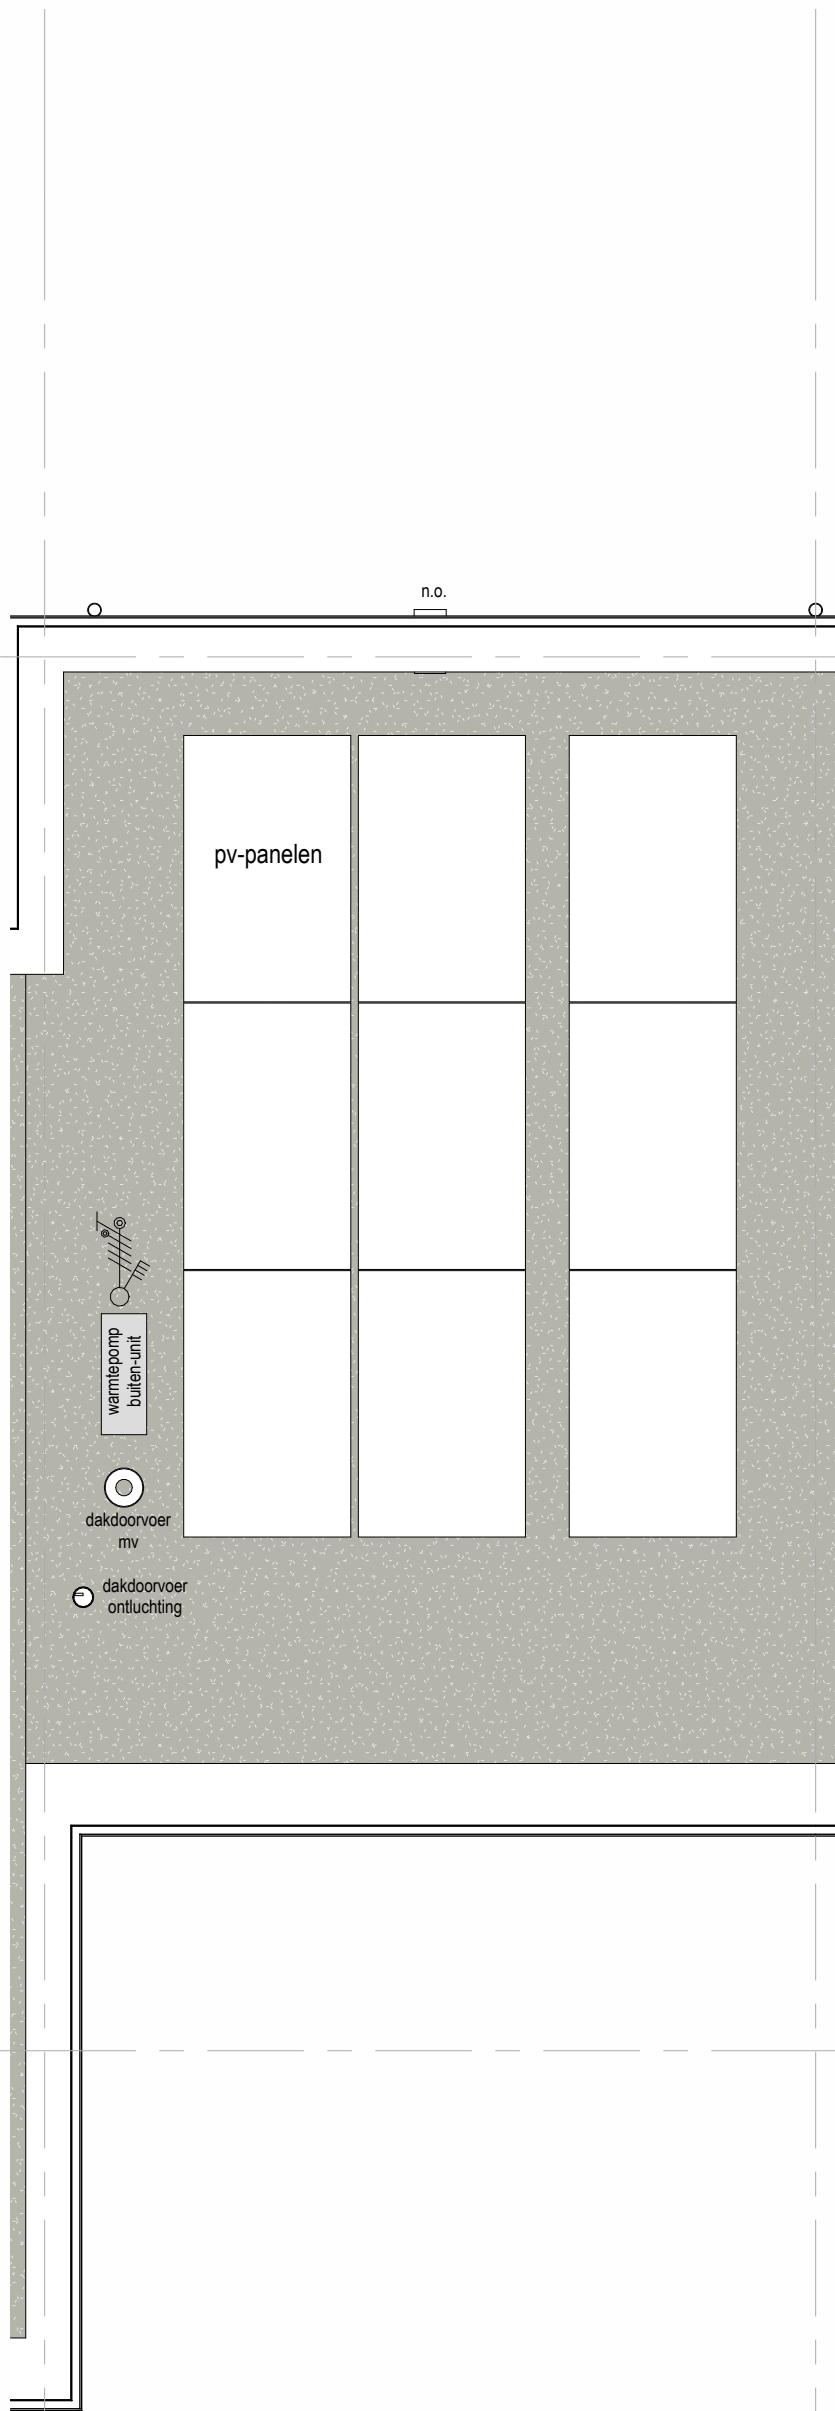 n.o.
pv-panelen
warmtepomp
buiten-unit
dakdoorvoer
mv
dakdoorvoer
ontluchting